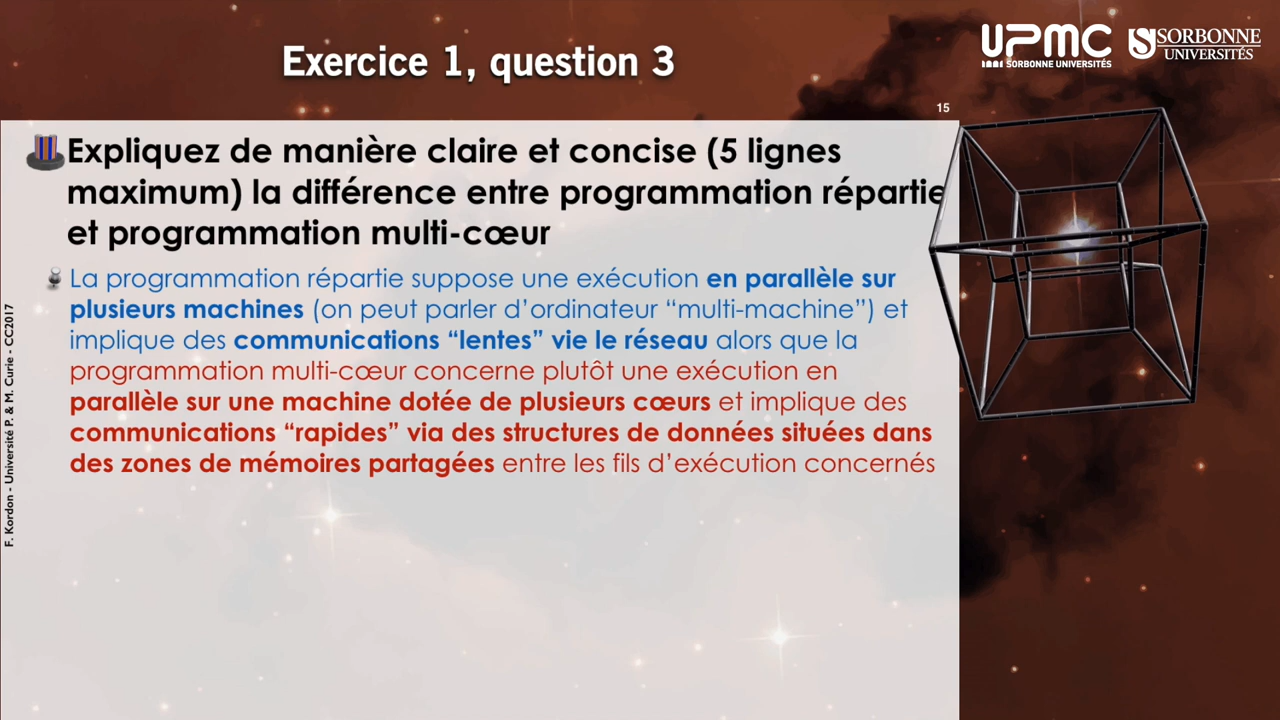 Exercice 1, question 3
UPMC
SORBONNE UNIVERSITÉS
SORBONNE
UNIVERSITÉS
15
Expliquez de manière claire et concise (5 lignes
maximum) la différence entre programmation répartie
et programmation multi-cœur
La programmation répartie suppose une exécution en parallèle sur
plusieurs machines (on peut parler d’ordinateur “multi-machine”) et
implique des communications “lentes” vie le réseau alors que la
programmation multi-cœur concerne plutôt une exécution en
parallèle sur une machine dotée de plusieurs cœurs et implique des
communications “rapides” via des structures de données situées dans
des zones de mémoires partagées entre les fils d’exécution concernés
F. Kordon - Université P. & M. Curie - CC2017